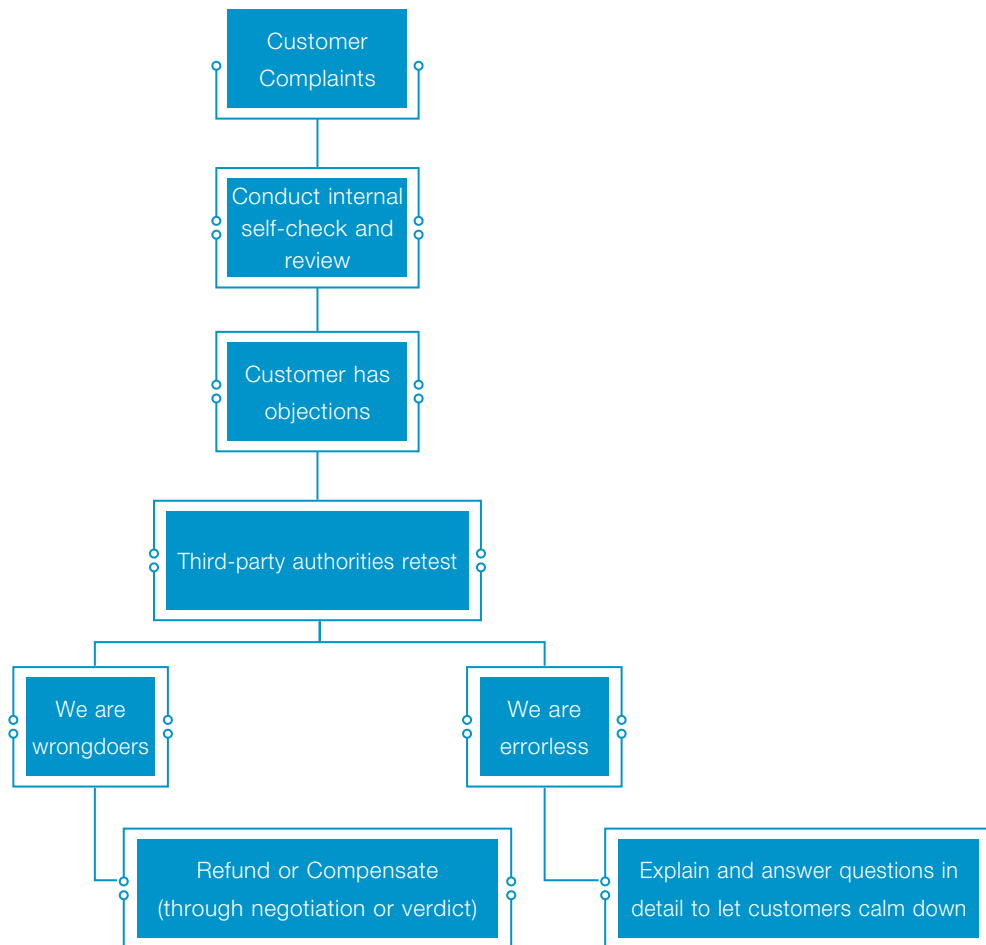 Customer
Complaints
Conduct internal
self-check and
review
Customer has
objections
Third-party authorities retest
We are
wrongdoers
We are
errorless
Refund or Compensate
(through negotiation or verdict)
Explain and answer questions in
detail to let customers calm down